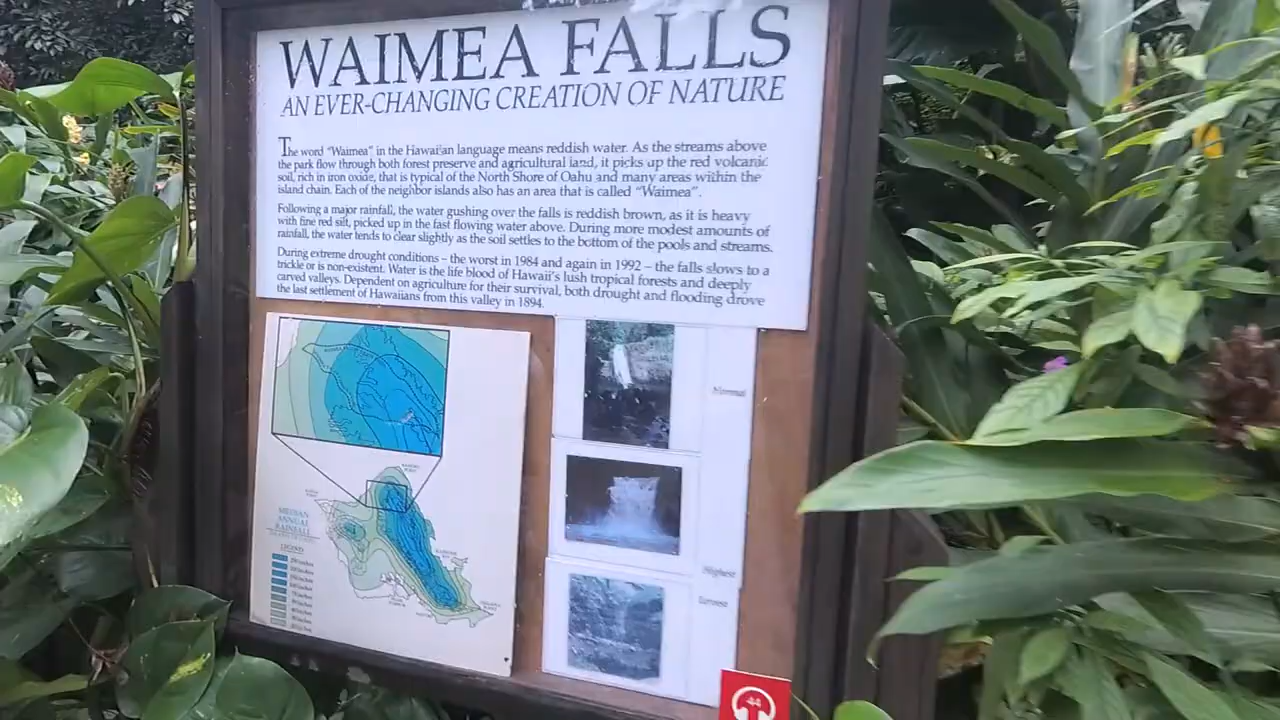 WAIMEA FALLS
AN EVER-CHANGING CREATION OF NATURE
The word "Waimea" in the Hawaiian language means reddish water. As the streams above
the park flow through both forest preserve and agricultural land, it picks up the red volcanic
soil, rich in iron oxide, that is typical of the North Shore of Oahu and many areas within the
island chain. Each of the neighbor islands also has an area that is called "Waimea".
Following a major rainfall, the water gushing over the falls is reddish brown, as it is heavy
with fine red silt, picked up in the fast flowing water above. During more modest amounts of
rainfall, the water tends to clear slightly as the soil settles to the bottom of the pools and streams.
During extreme drought conditions – the worst in 1984 and again in 1992 – the falls slows to a
trickle or is non-existent. Water is the life blood of Hawaii's lush tropical forests and deeply
carved valleys. Dependent on agriculture for their survival, both drought and flooding drove
the last settlement of Hawaiians from this valley in 1894.
Normal
MEDIAN
ANNUAL
RAINFALL
LEGEND
Highest
Lowest
44